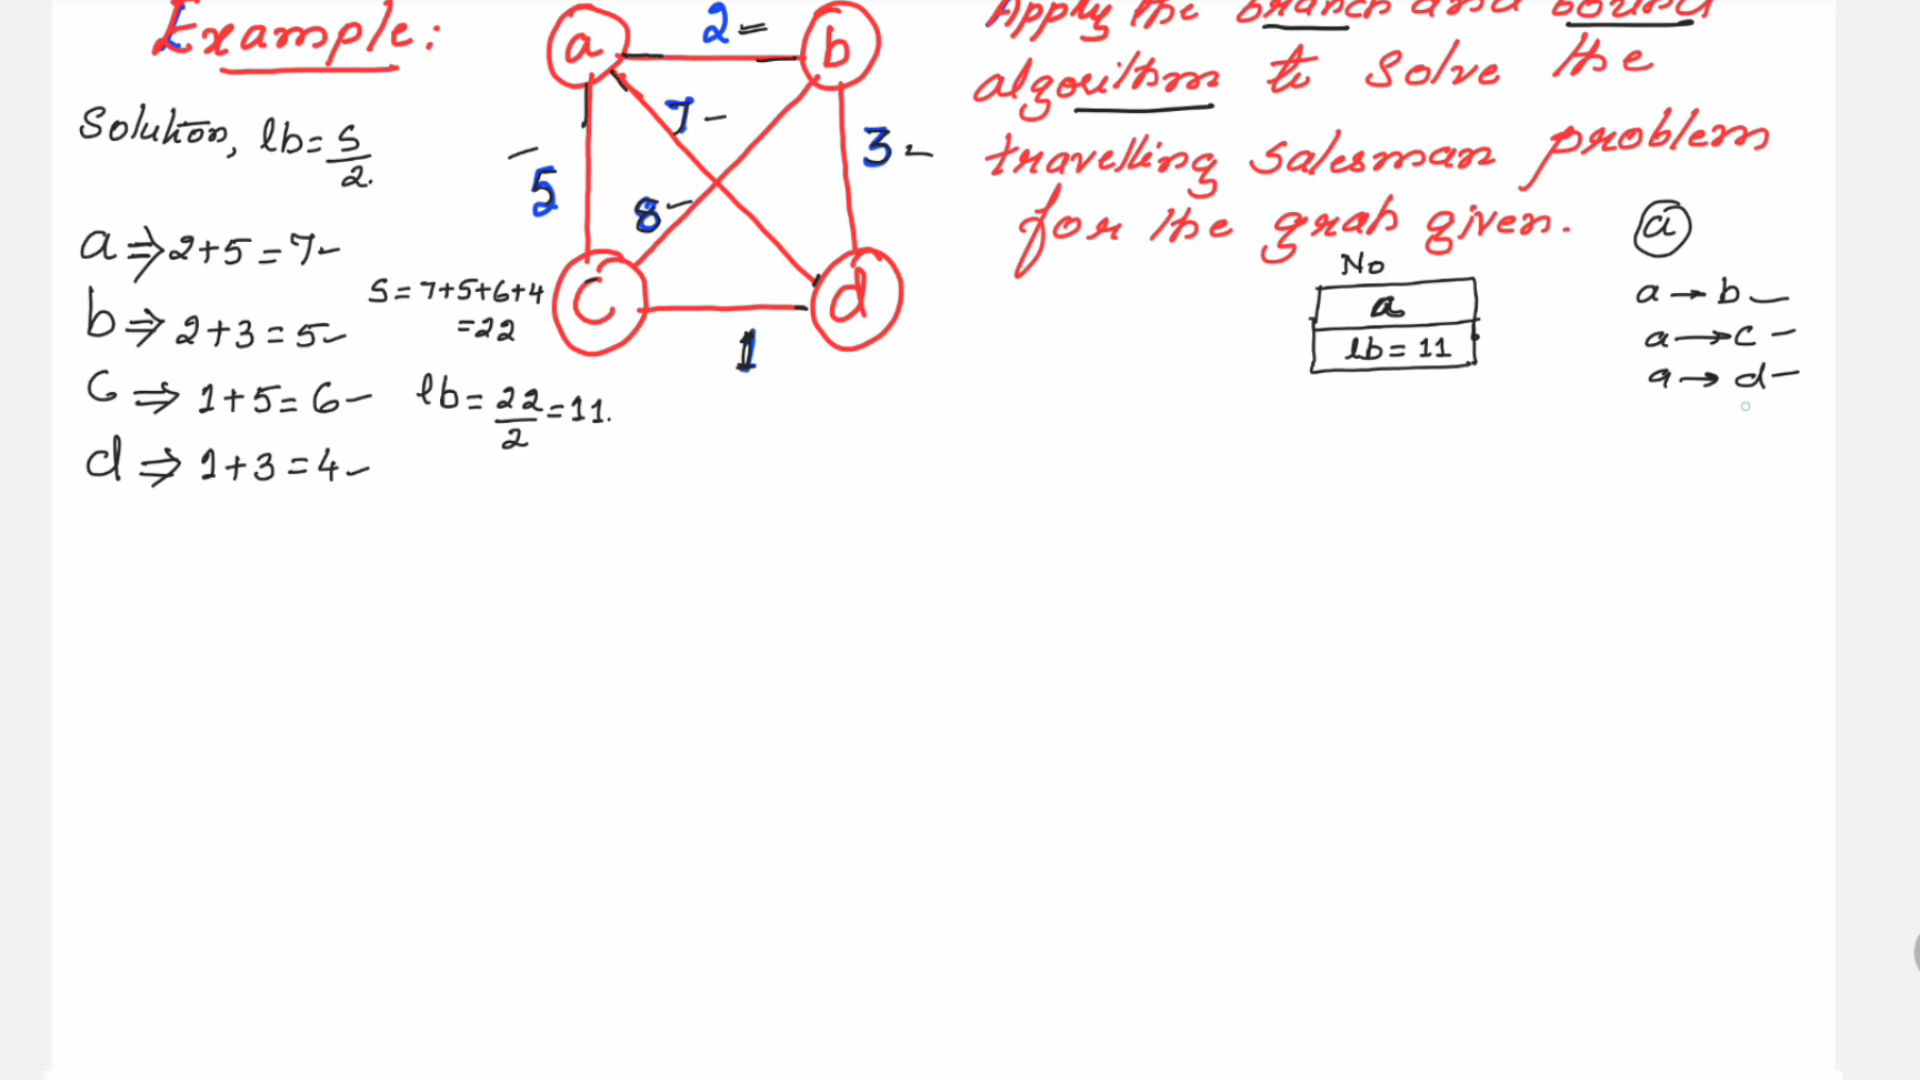 Example:
Apply the branch and bound
algorithm to solve the
travelling salesman problem
for the grah given.
a
b
c
d
2=
7-
8-
5
3-
1
Solution, lb=S/2.
a⇒2+5=7-
b⇒2+3=5-
c⇒1+5=6-
d⇒1+3=4-
S=7+5+6+4
=22
lb=22/2=11.
No
a
lb=11
a
a→b-
a→c-
a→d-